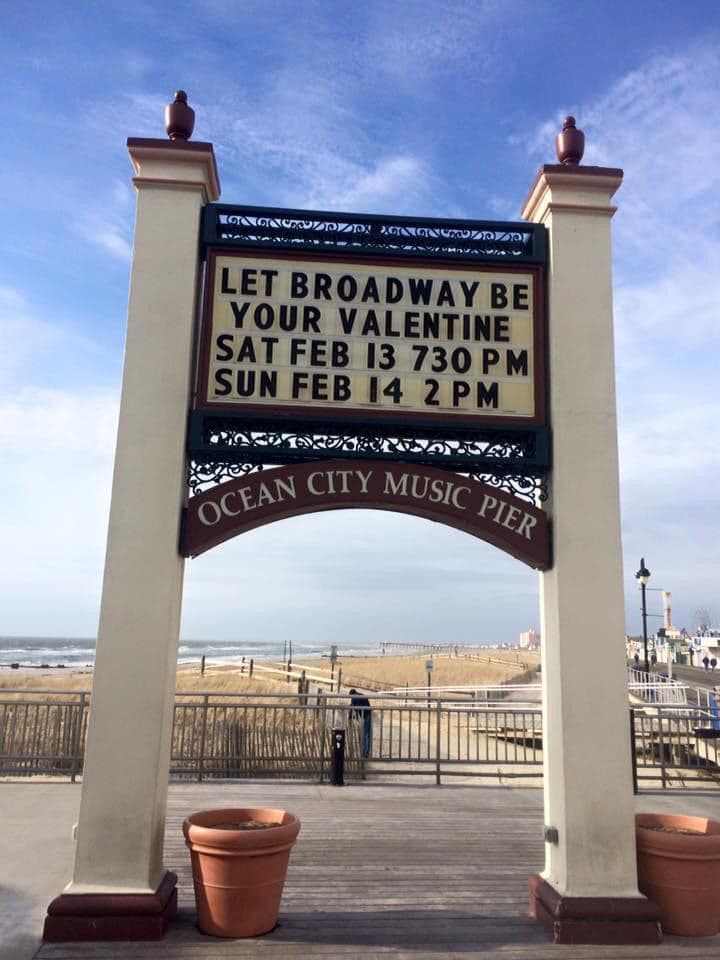 LET BROADWAY BE
YOUR VALENTINE
SAT FEB 13 730 PM
SUN FEB 14 2 PM
OCEAN CITY MUSIC PIER